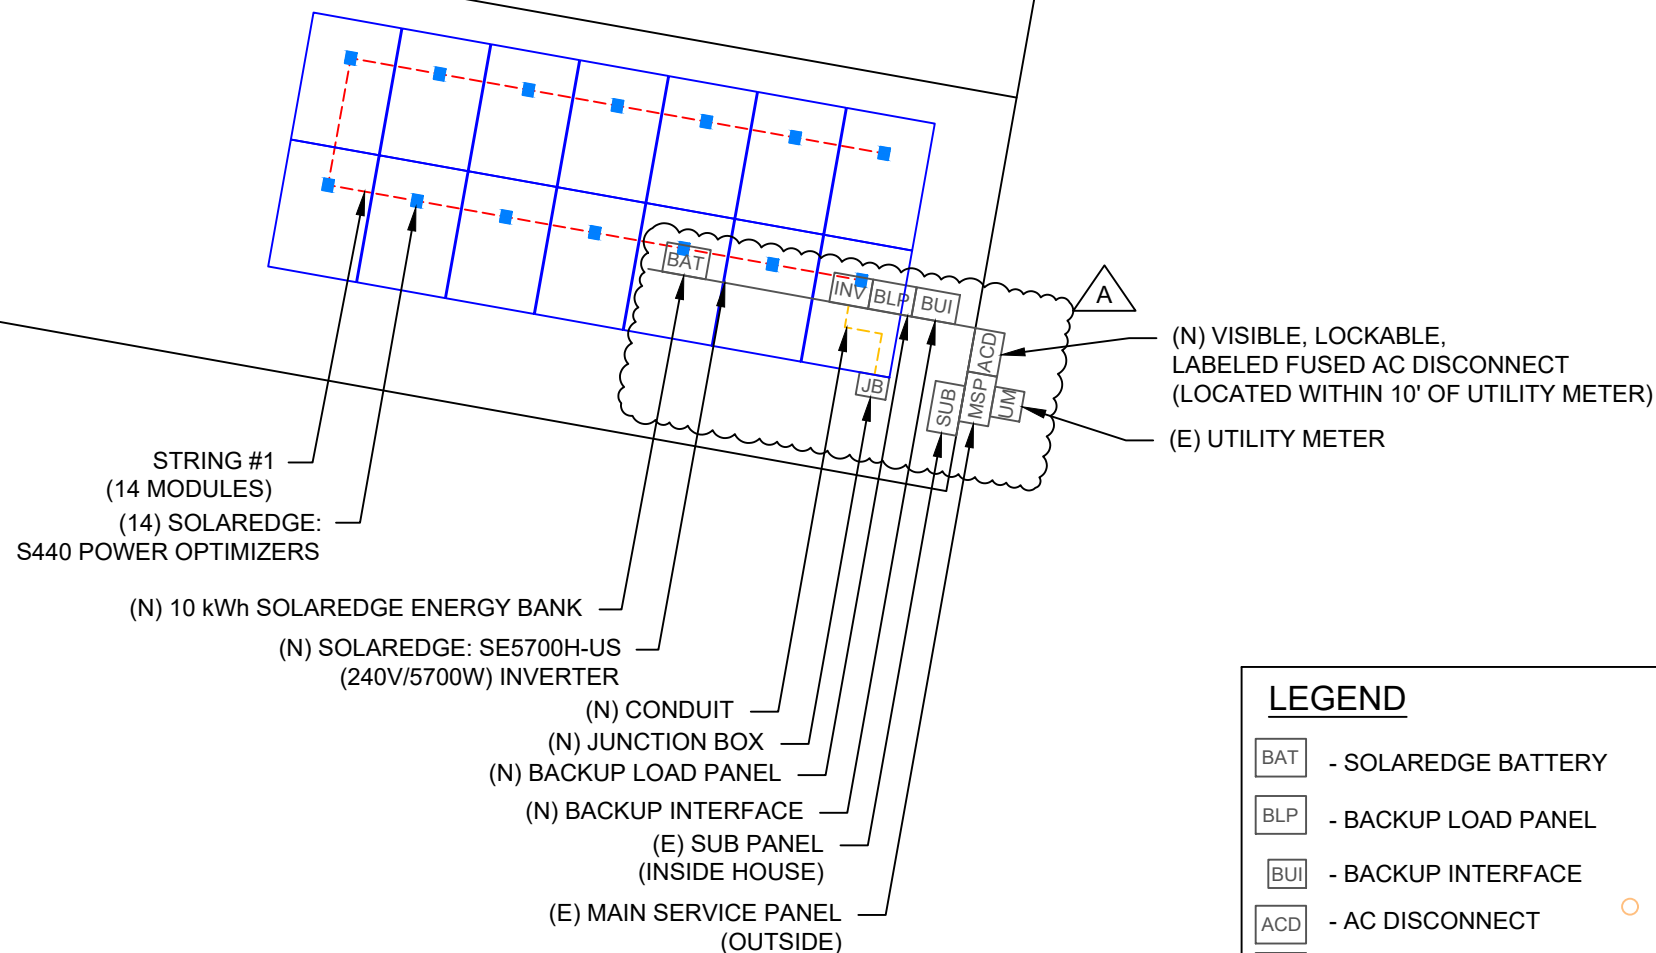 BAT
INV
BLP
BUI
A
ACD
JB
SUB
MSP
UM
(N) VISIBLE, LOCKABLE,
LABELED FUSED AC DISCONNECT
(LOCATED WITHIN 10' OF UTILITY METER)
(E) UTILITY METER
STRING #1
(14 MODULES)
(14) SOLAREDGE:
S440 POWER OPTIMIZERS
(N) 10 kWh SOLAREDGE ENERGY BANK
(N) SOLAREDGE: SE5700H-US
(240V/5700W) INVERTER
(N) CONDUIT
(N) JUNCTION BOX
(N) BACKUP LOAD PANEL
(N) BACKUP INTERFACE
(E) SUB PANEL
(INSIDE HOUSE)
(E) MAIN SERVICE PANEL
(OUTSIDE)
LEGEND
BAT - SOLAREDGE BATTERY
BLP - BACKUP LOAD PANEL
BUI - BACKUP INTERFACE
ACD - AC DISCONNECT